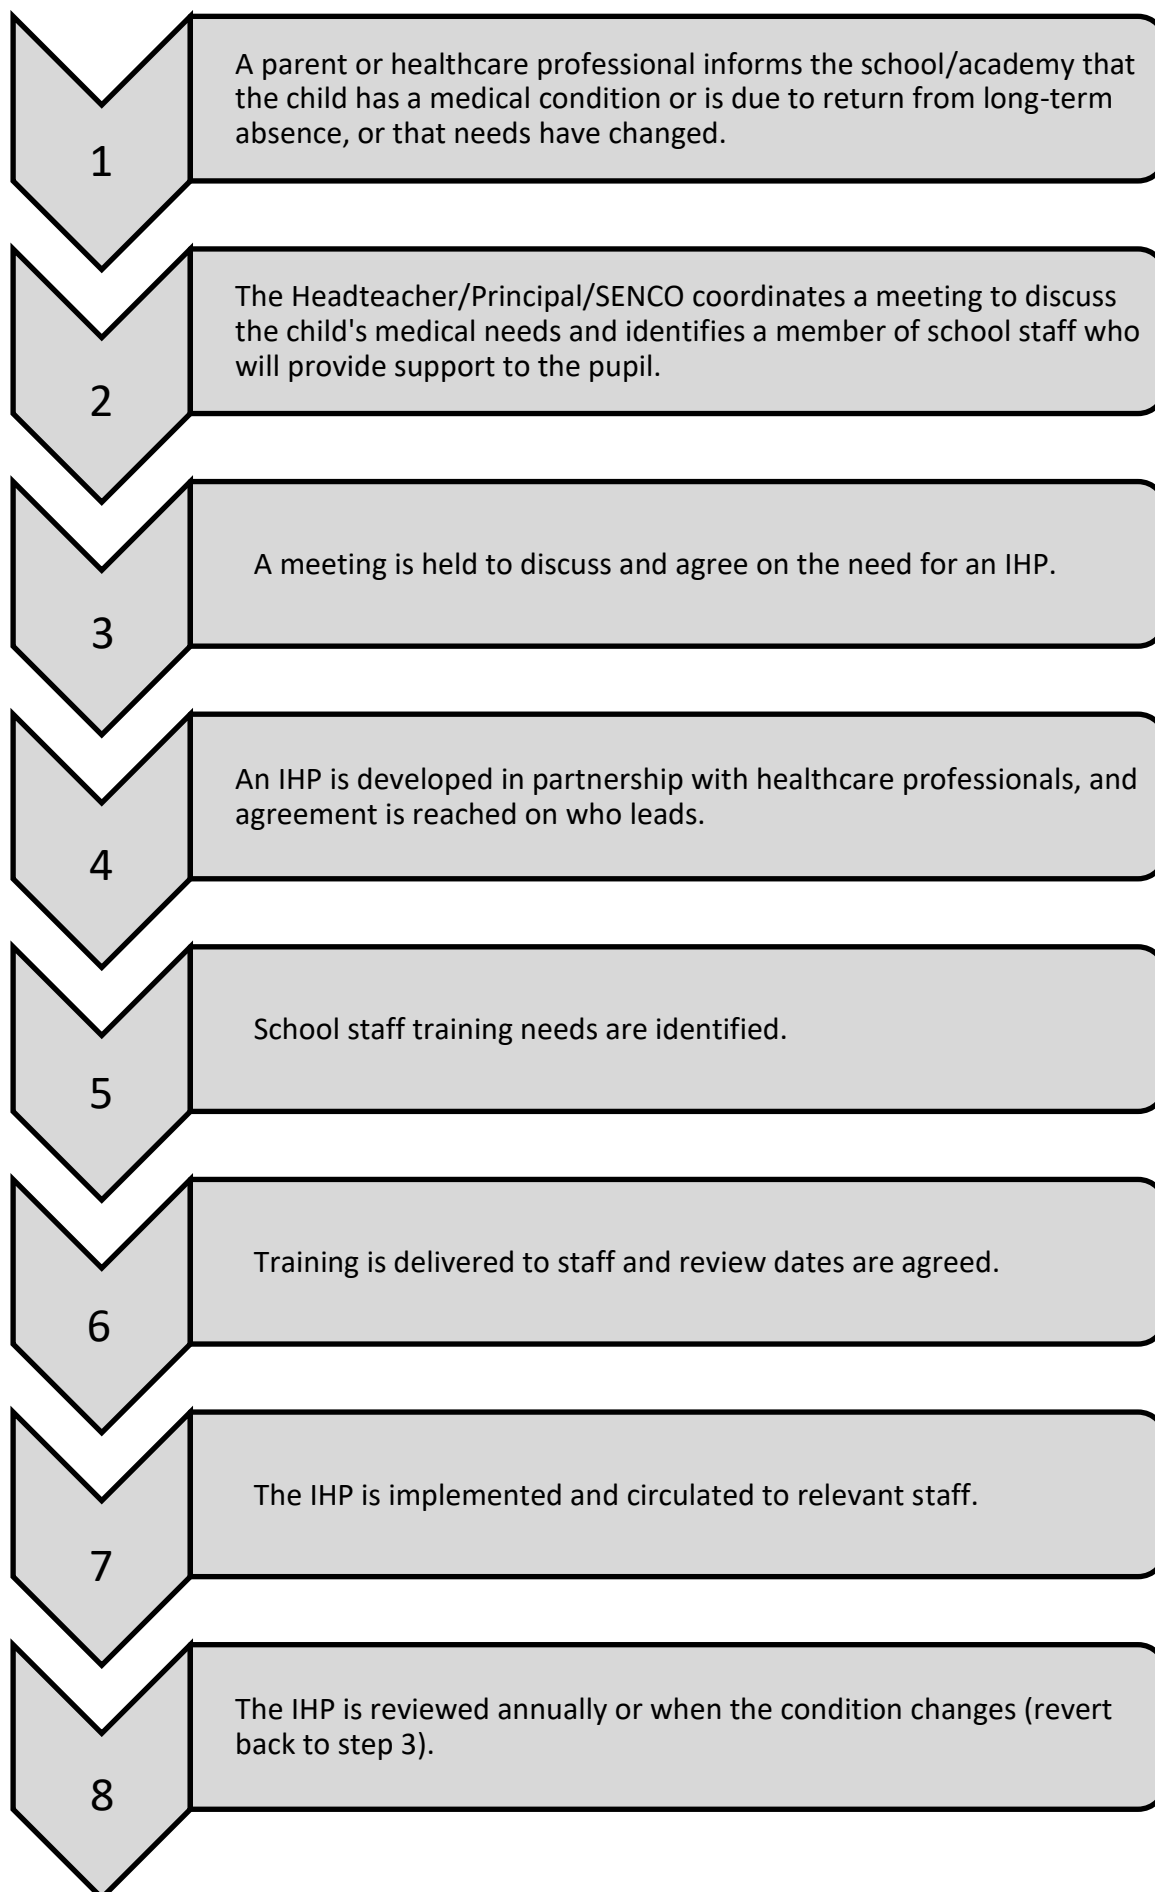 1
A parent or healthcare professional informs the school/academy that
the child has a medical condition or is due to return from long-term
absence, or that needs have changed.
2
The Headteacher/Principal/SENCO coordinates a meeting to discuss
the child's medical needs and identifies a member of school staff who
will provide support to the pupil.
3
A meeting is held to discuss and agree on the need for an IHP.
4
An IHP is developed in partnership with healthcare professionals, and
agreement is reached on who leads.
5
School staff training needs are identified.
6
Training is delivered to staff and review dates are agreed.
7
The IHP is implemented and circulated to relevant staff.
8
The IHP is reviewed annually or when the condition changes (revert
back to step 3).